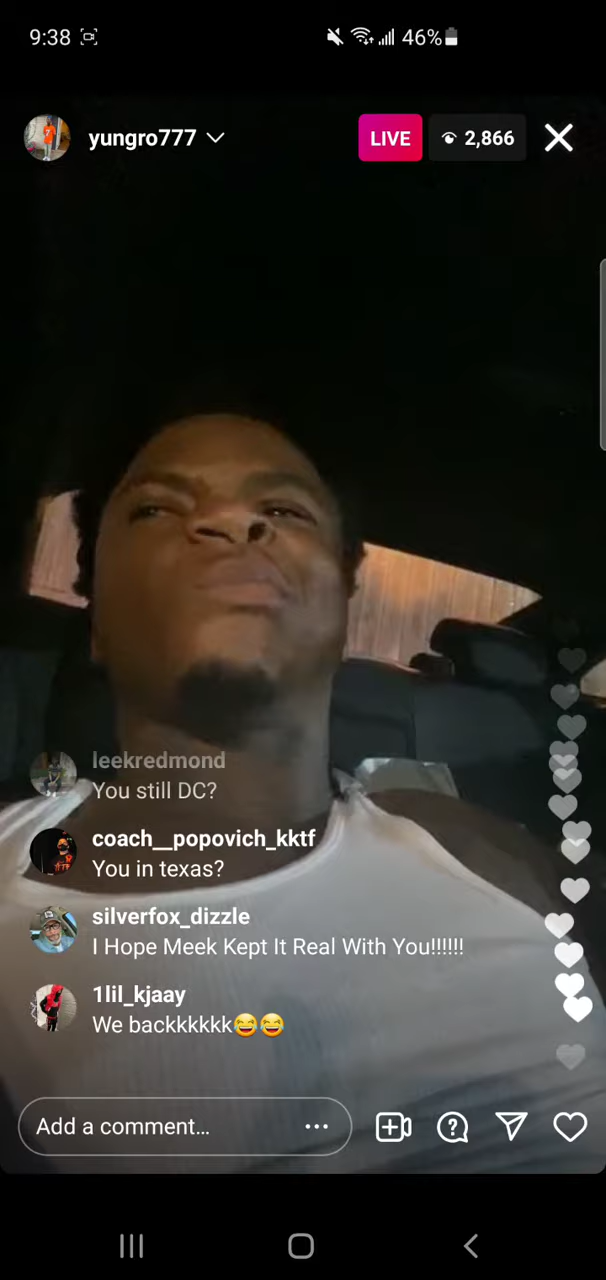 9:38
46%
yungro777
LIVE
2,866
leekredmond
You still DC?
coach__popovich_kktf
You in texas?
silverfox_dizzle
I Hope Meek Kept It Real With You!!!!!!
1lil_kjaay
We backkkkkk😂😂
Add a comment...